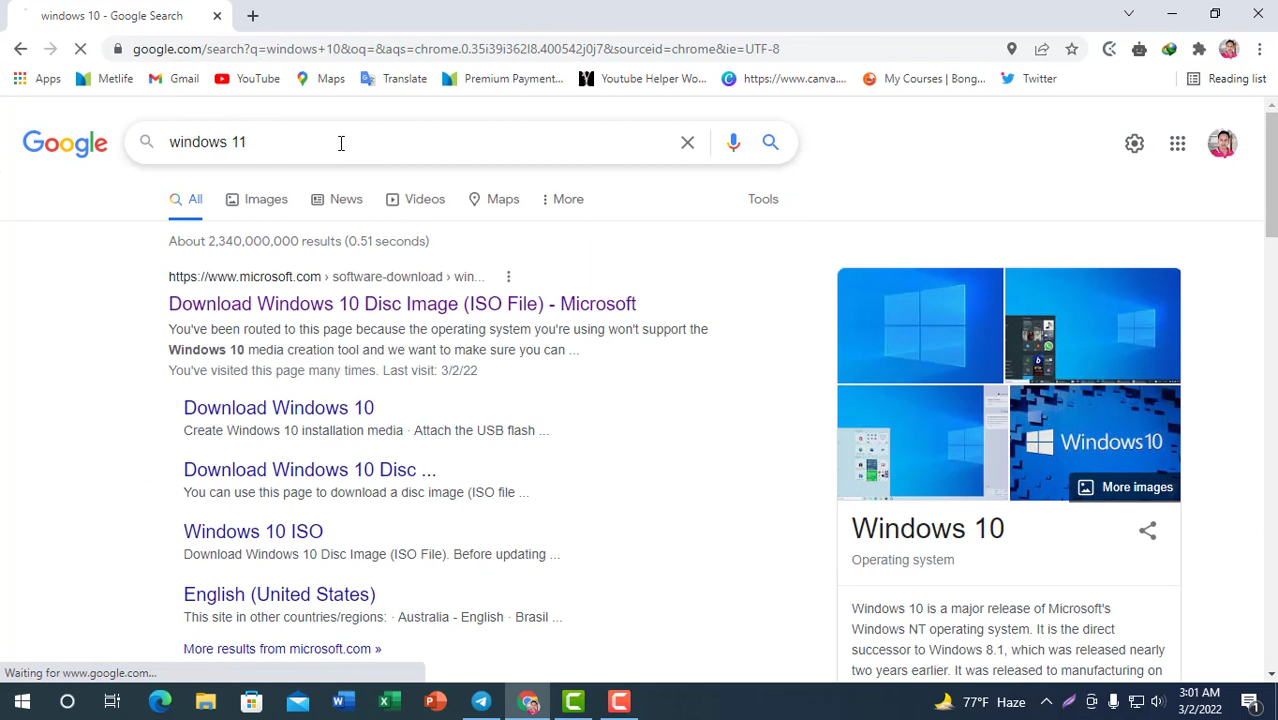 windows 10 - Google Search
google.com/search?q=windows+10&oq=&aqs=chrome.0.35i39i362l8.400542j0j7&sourceid=chrome&ie=UTF-8
Apps Metlife Gmail YouTube Maps Translate Premium Payment... Youtube Helper Wo... https://www.canva.... My Courses | Bong... Twitter Reading list
Google windows 11
All Images News Videos Maps More Tools
About 2,340,000,000 results (0.51 seconds)
https://www.microsoft.com › software-download › win...
Download Windows 10 Disc Image (ISO File) - Microsoft
You've been routed to this page because the operating system you're using won't support the
Windows 10 media creation tool and we want to make sure you can ...
You've visited this page many times. Last visit: 3/2/22
Download Windows 10
Create Windows 10 installation media · Attach the USB flash ...
Download Windows 10 Disc ...
You can use this page to download a disc image (ISO file ...
Windows 10 ISO
Download Windows 10 Disc Image (ISO File). Before updating ...
English (United States)
This site in other countries/regions: · Australia - English · Brasil ...
More results from microsoft.com »
Windows10
More images
Windows 10
Operating system
Windows 10 is a major release of Microsoft's
Windows NT operating system. It is the direct
successor to Windows 8.1, which was released nearly
two years earlier. It was released to manufacturing on
Waiting for www.google.com...
77°F Haze
3:01 AM
3/2/2022
1